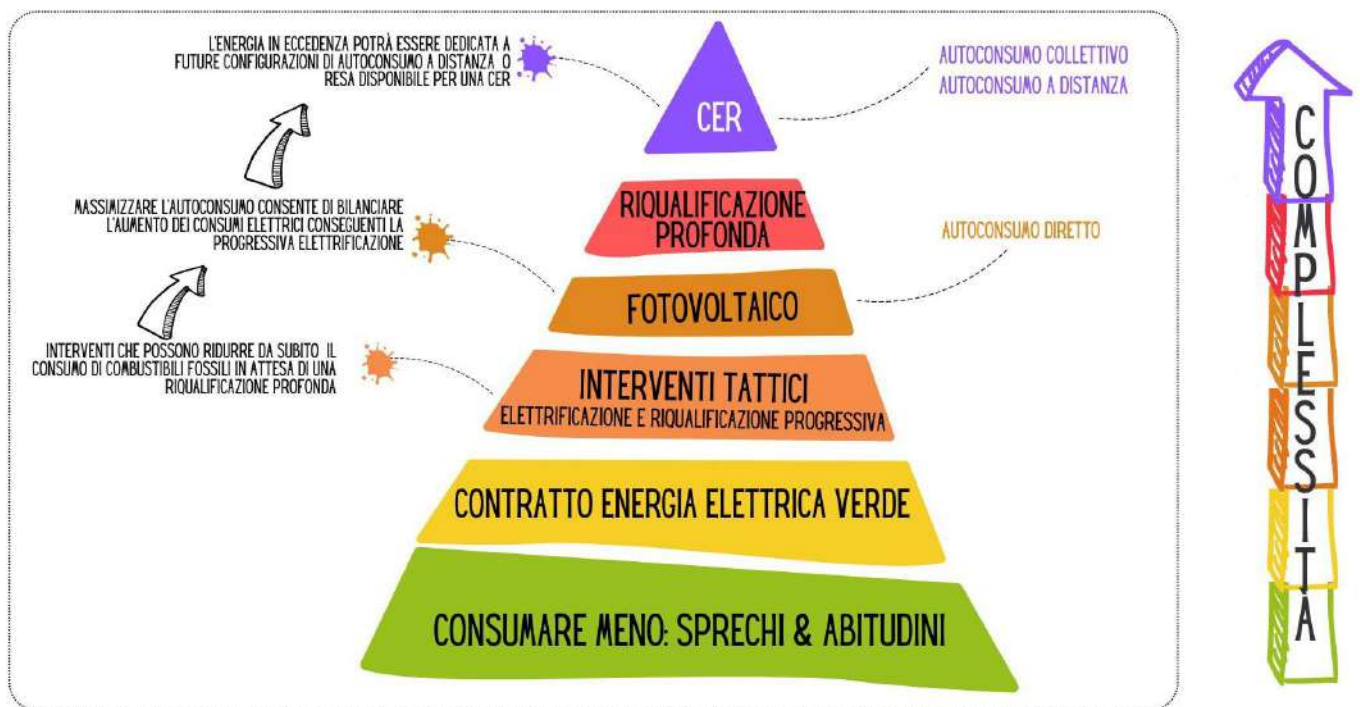 L'ENERGIA IN ECCEDENZA POTRÀ ESSERE DEDICATA A
FUTURE CONFIGURAZIONI DI AUTOCONSUMO A DISTANZA O
RESA DISPONIBILE PER UNA CER
CER
AUTOCONSUMO COLLETTIVO
AUTOCONSUMO A DISTANZA
MASSIMIZZARE L'AUTOCONSUMO CONSENTE DI BILANCIARE
L'AUMENTO DEI CONSUMI ELETTRICI CONSEGUENTI LA
PROGRESSIVA ELETTRIFICAZIONE
RIQUALIFICAZIONE
PROFONDA
AUTOCONSUMO DIRETTO
FOTOVOLTAICO
INTERVENTI CHE POSSONO RIDURRE DA SUBITO IL
CONSUMO DI COMBUSTIBILI FOSSILI IN ATTESA DI UNA
RIQUALIFICAZIONE PROFONDA
INTERVENTI TATTICI
ELETTRIFICAZIONE E RIQUALIFICAZIONE PROGRESSIVA
CONTRATTO ENERGIA ELETTRICA VERDE
CONSUMARE MENO: SPRECHI & ABITUDINI
COMPLESSITÀ